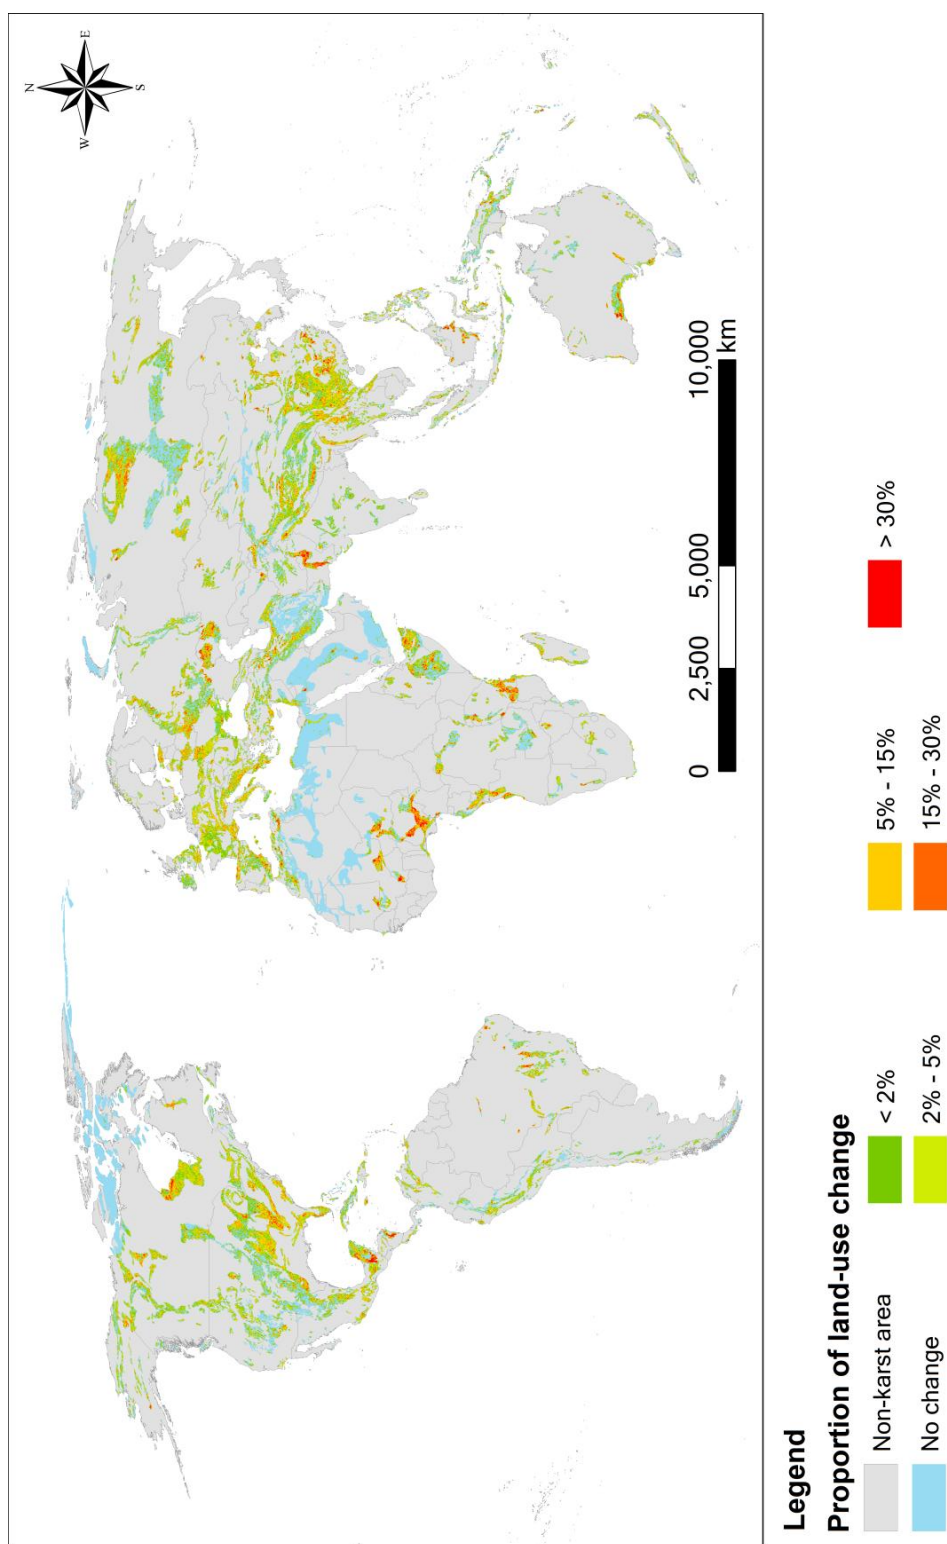 N
W
E
S
0
2,500
5,000
10,000
km
Legend
Proportion of land-use change
Non-karst area
< 2%
5% - 15%
> 30%
No change
2% - 5%
15% - 30%